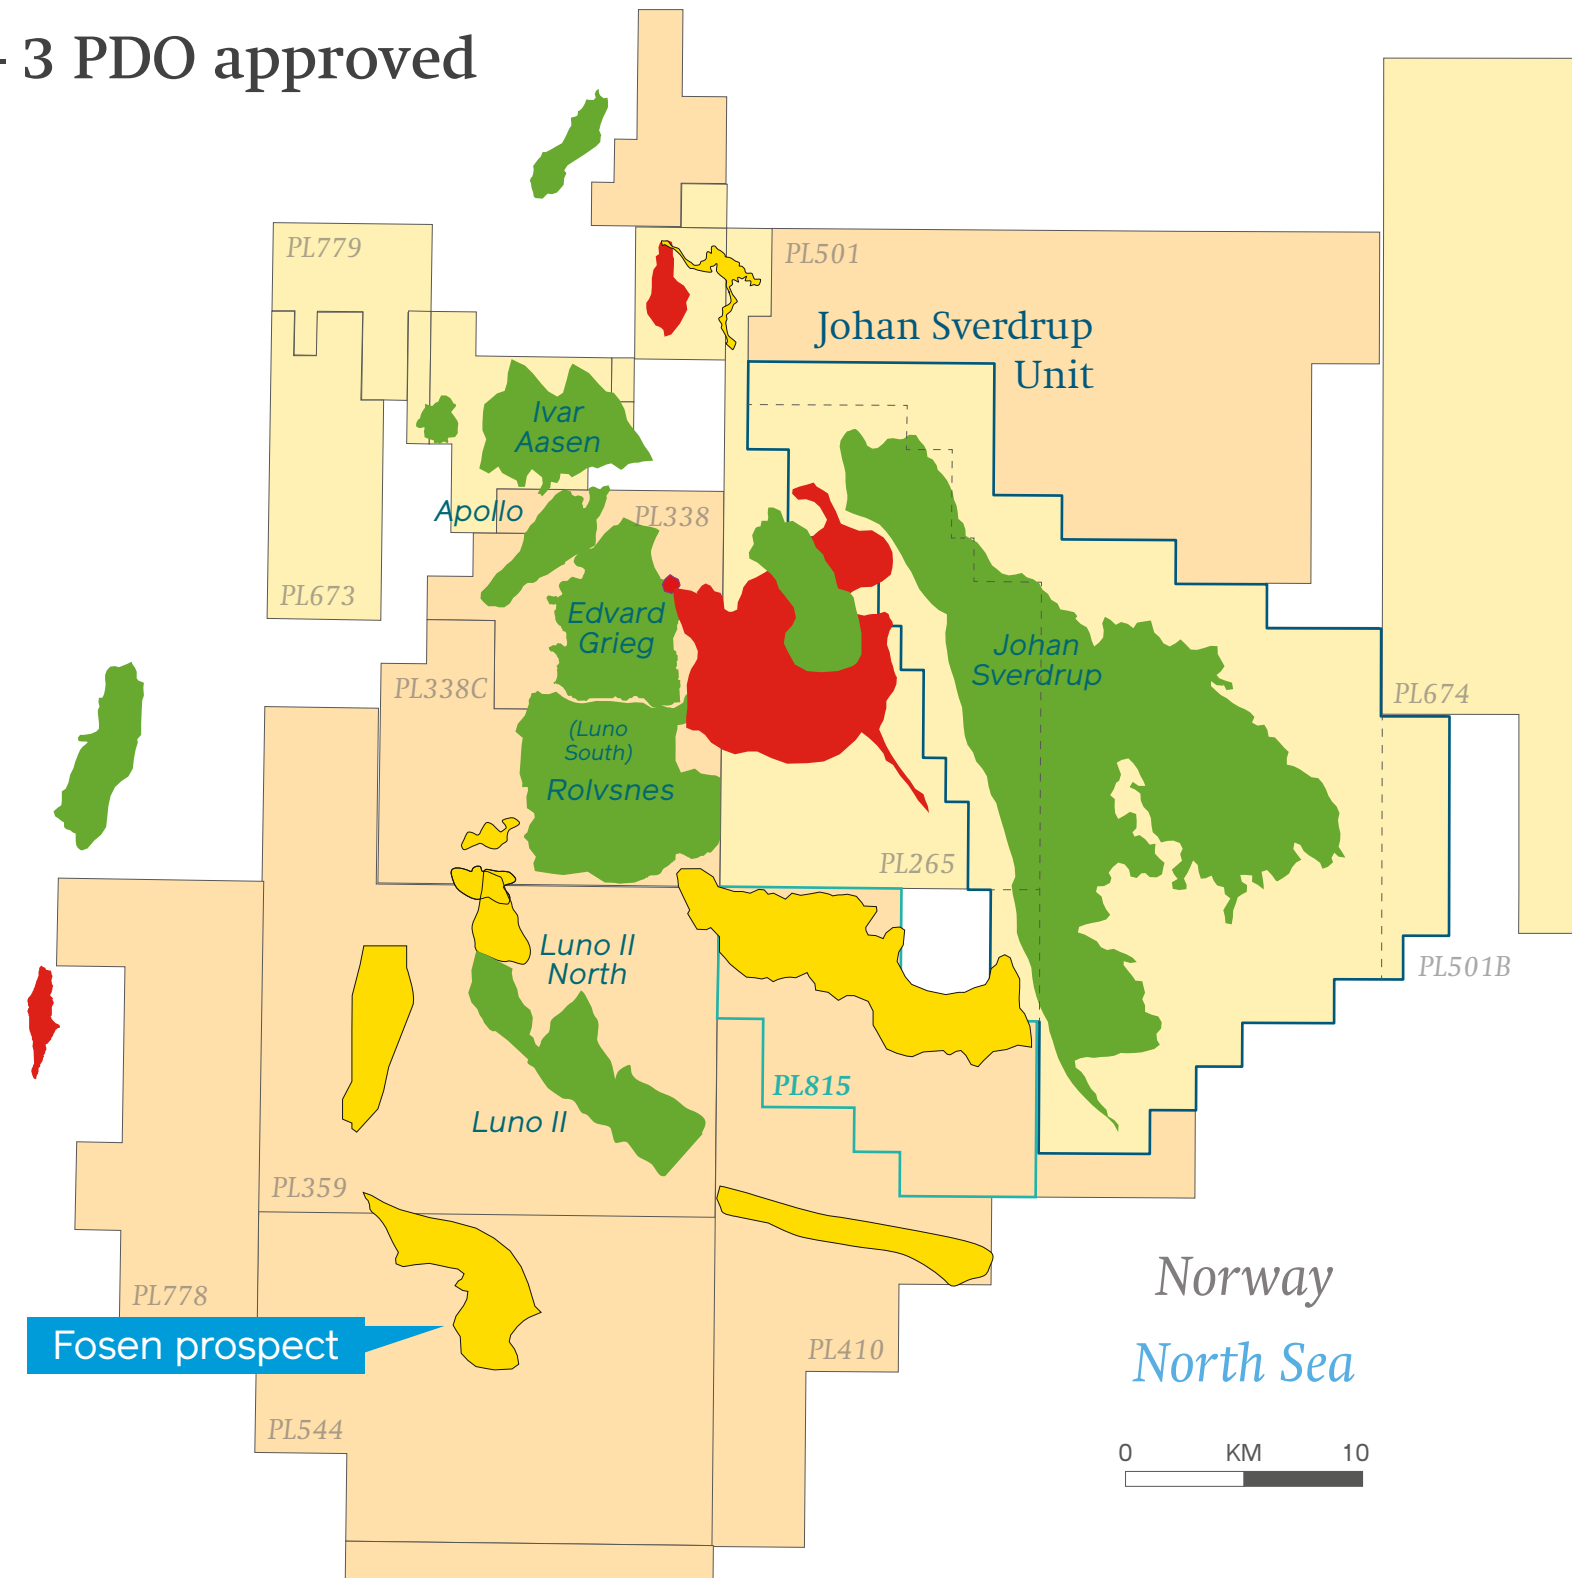 - 3 PDO approved
PL779
PL501
Johan Sverdrup
Unit
Ivar
Aasen
Apollo
PL338
PL673
Edvard
Grieg
Johan
Sverdrup
PL338C
PL674
(Luno
South)
Rolvsnes
PL265
Luno II
North
PL501B
PL815
Luno II
PL359
Norway
PL778
Fosen prospect
PL410
North Sea
PL544
0 KM 10